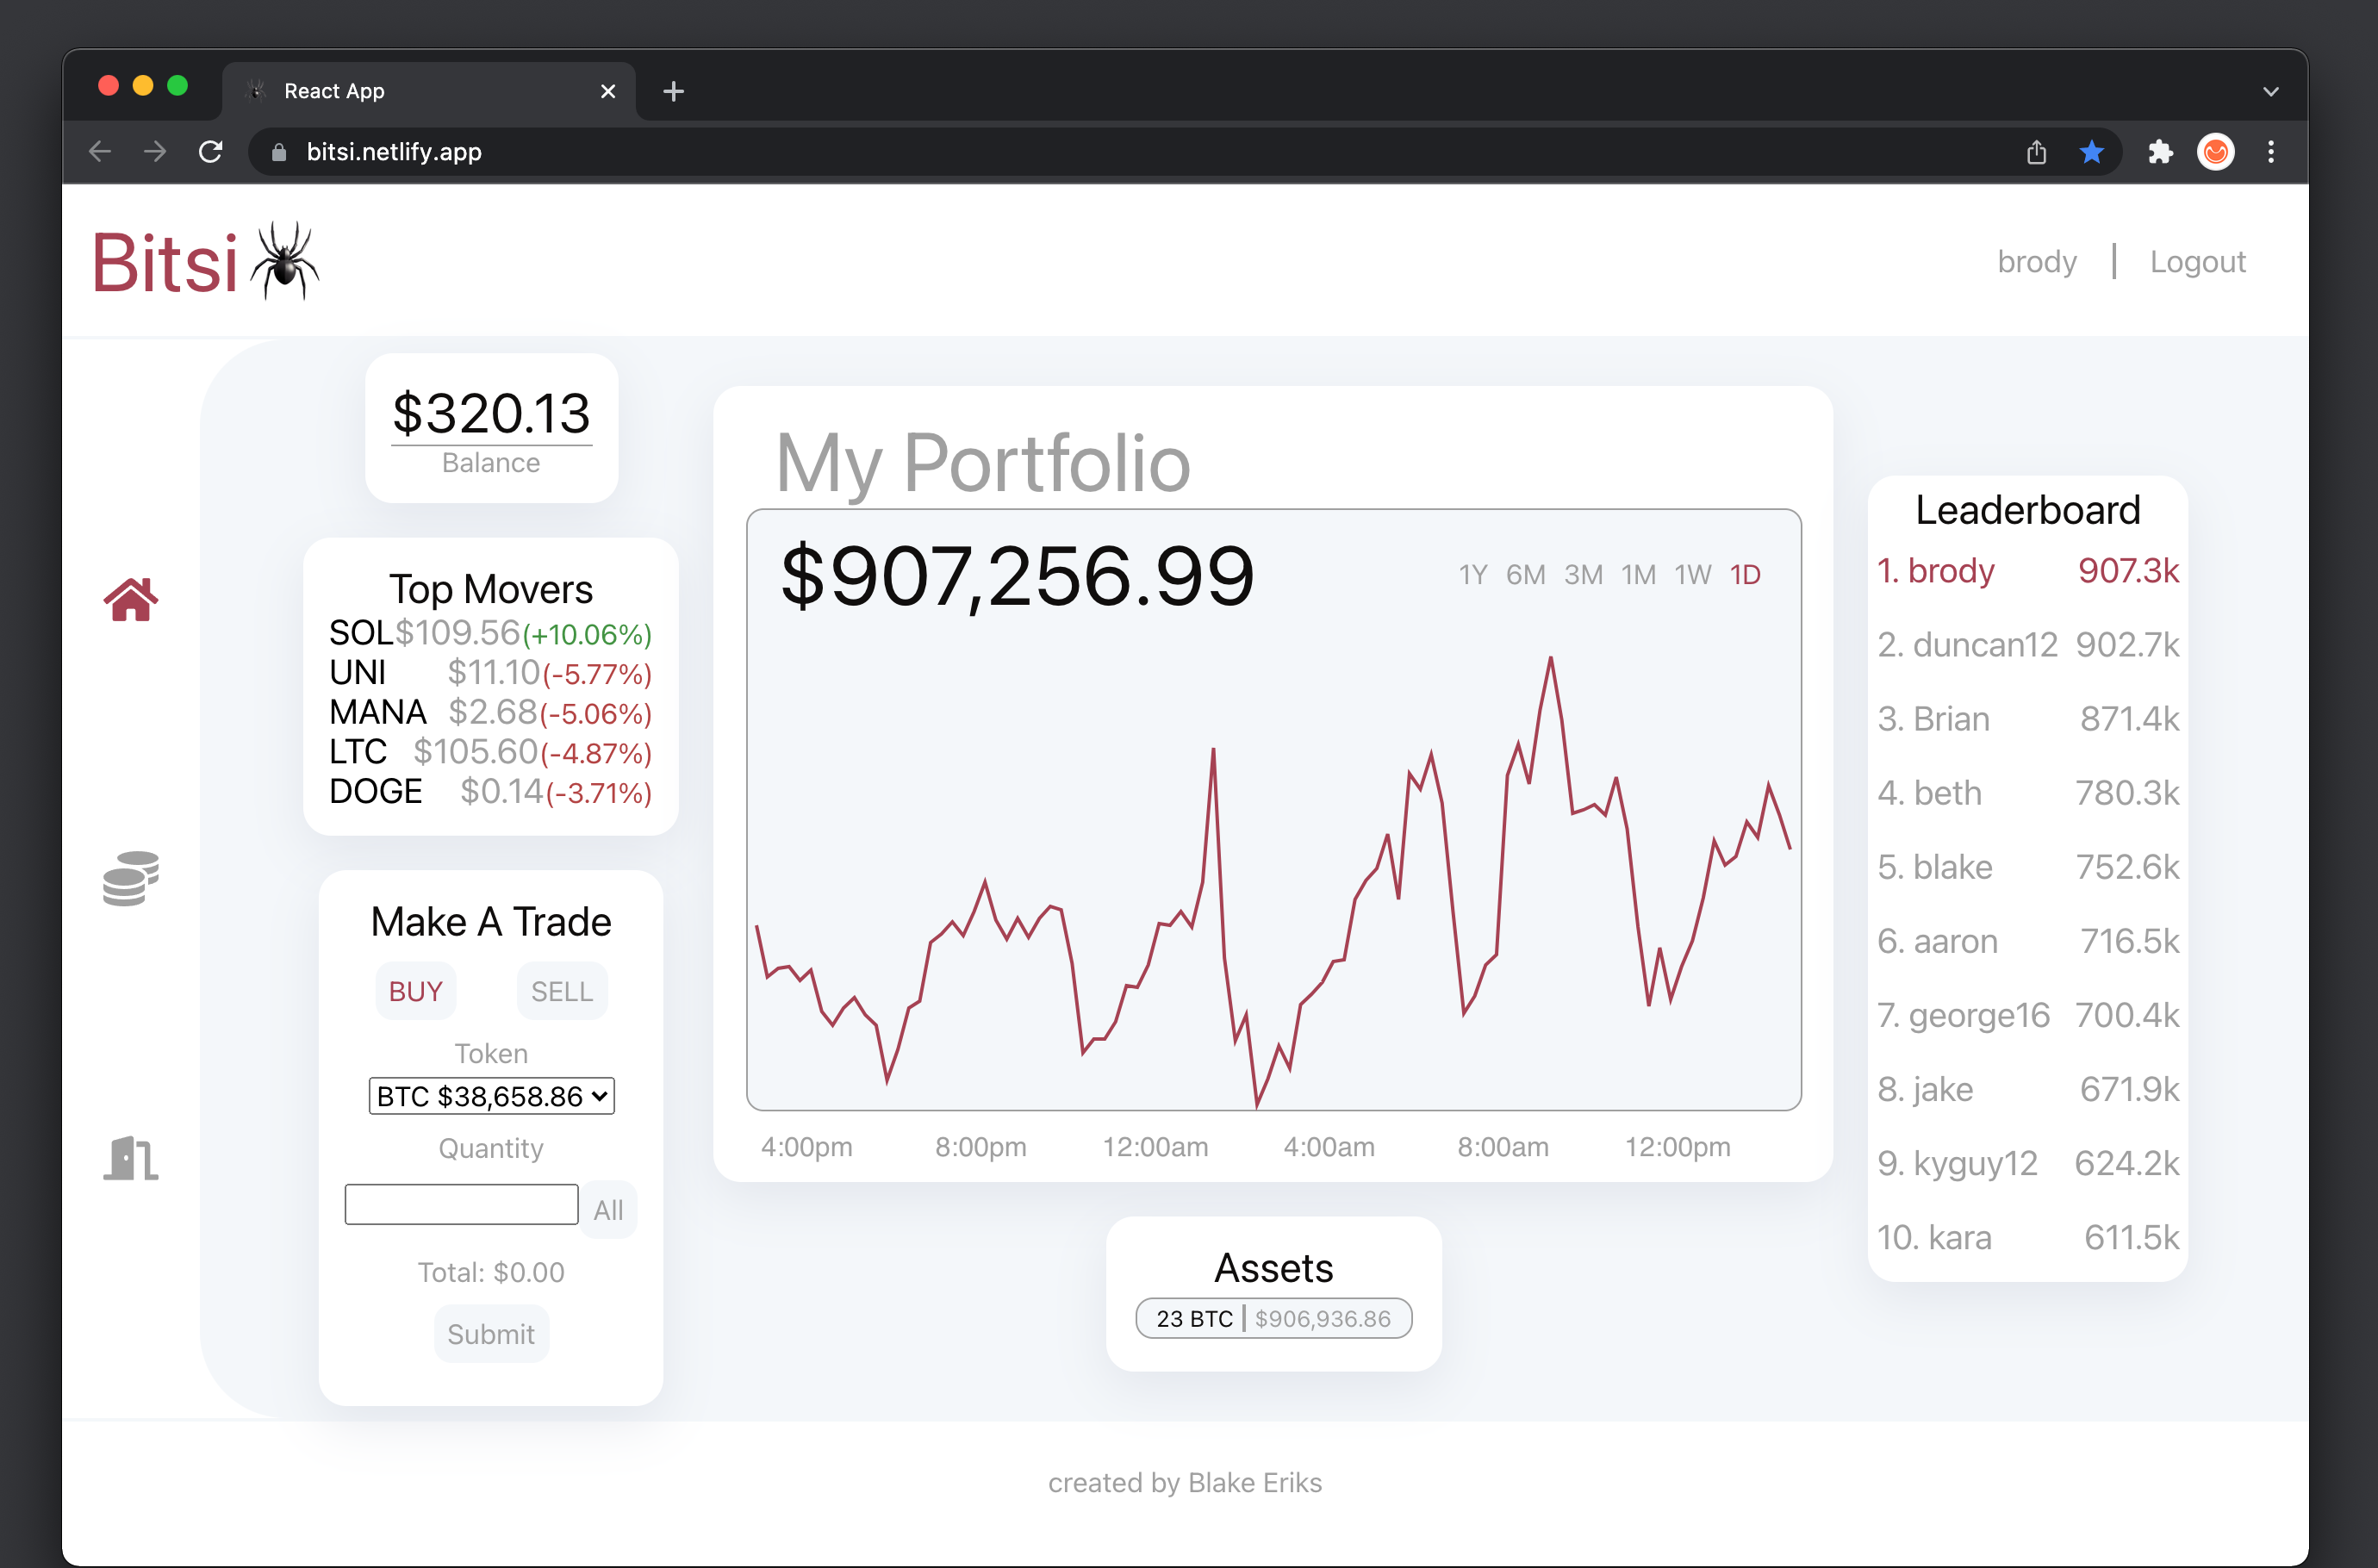 React App
bitsi.netlify.app
Bitsi
brody | Logout
$320.13
Balance
Top Movers
SOL $109.56 (+10.06%)
UNI $11.10 (-5.77%)
MANA $2.68 (-5.06%)
LTC $105.60 (-4.87%)
DOGE $0.14 (-3.71%)
Make A Trade
BUY SELL
Token
BTC $38,658.86
Quantity
All
Total: $0.00
Submit
My Portfolio
$907,256.99
1Y 6M 3M 1M 1W 1D
4:00pm 8:00pm 12:00am 4:00am 8:00am 12:00pm
Assets
23 BTC | $906,936.86
Leaderboard
1. brody 907.3k
2. duncan12 902.7k
3. Brian 871.4k
4. beth 780.3k
5. blake 752.6k
6. aaron 716.5k
7. george16 700.4k
8. jake 671.9k
9. kyguy12 624.2k
10. kara 611.5k
created by Blake Eriks